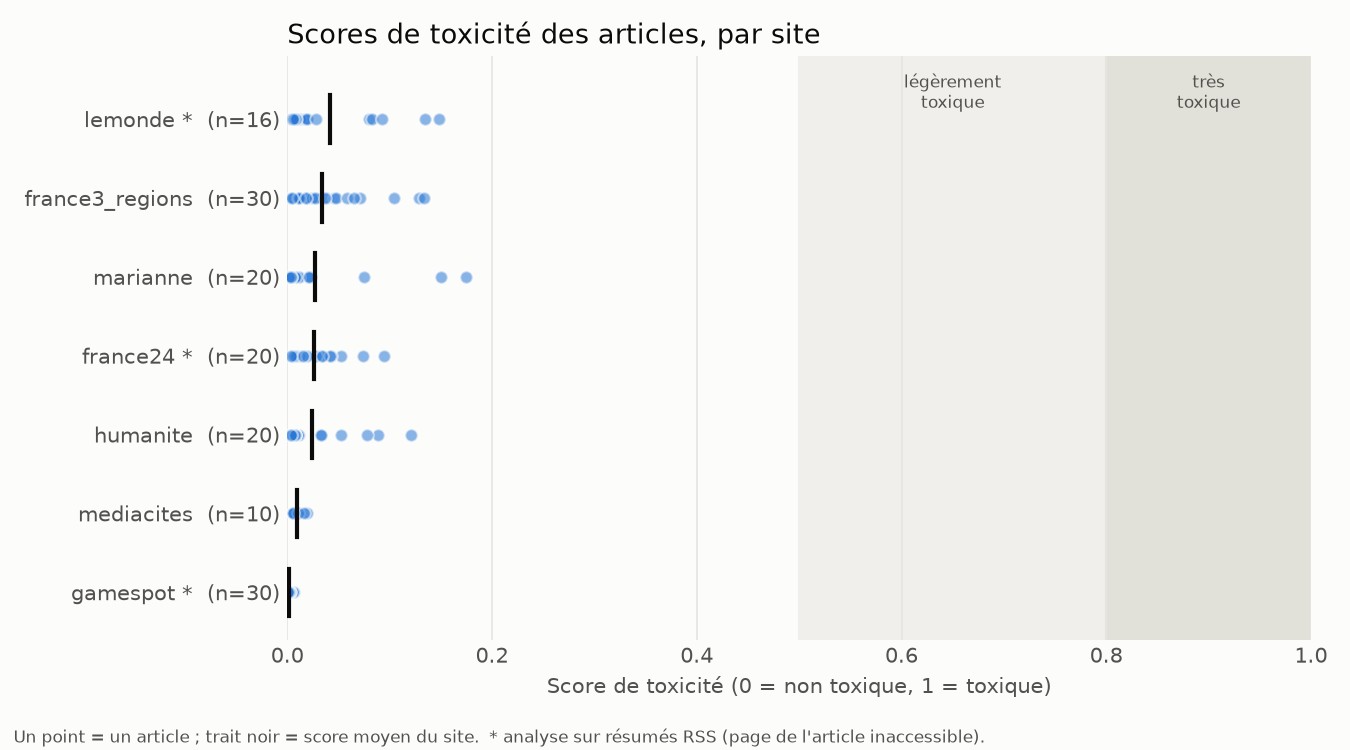 Scores de toxicité des articles, par site
légèrement
toxique
très
toxique
lemonde * (n=16)
france3_regions (n=30)
marianne (n=20)
france24 * (n=20)
humanite (n=20)
mediacites (n=10)
gamespot * (n=30)
0.0 0.2 0.4 0.6 0.8 1.0
Score de toxicité (0 = non toxique, 1 = toxique)
Un point = un article ; trait noir = score moyen du site. * analyse sur résumés RSS (page de l'article inaccessible).